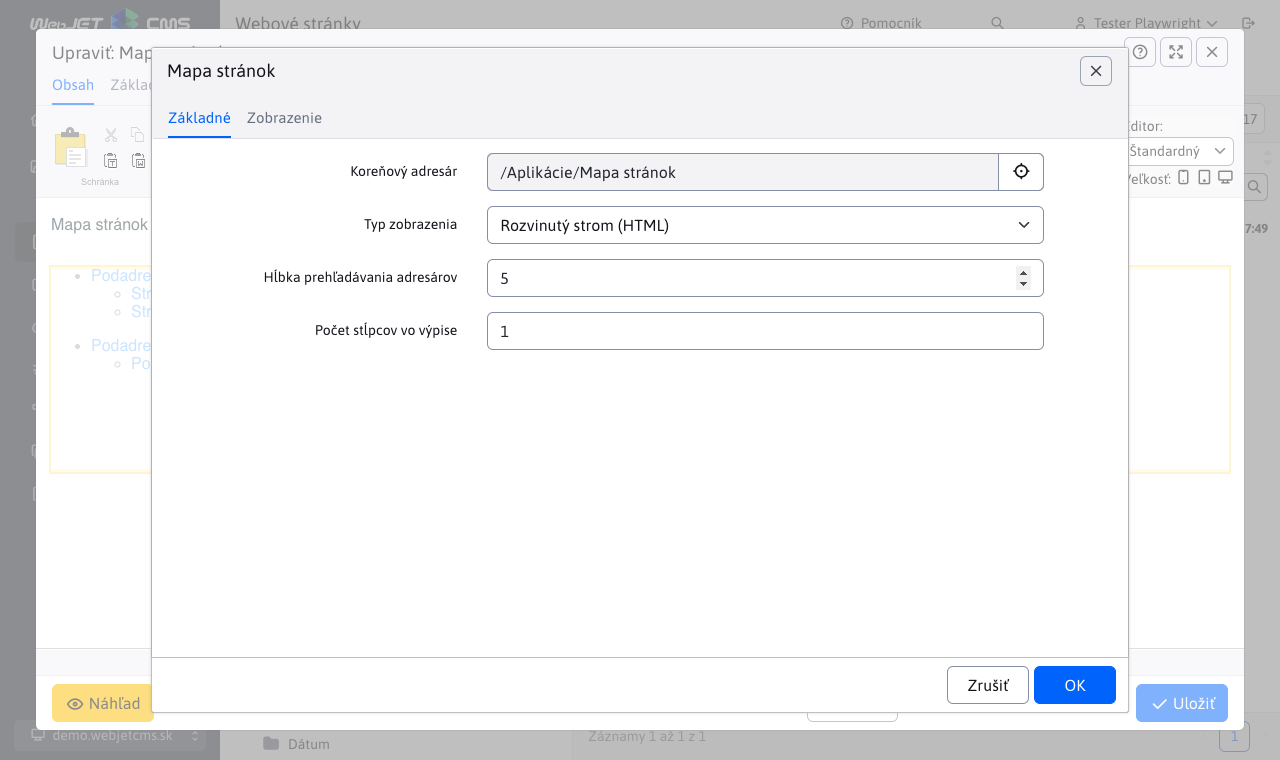 WebJET CMS
Webové stránky
Pomocník
Tester Playwright
Upraviť: Map
Obsah
Základ
Schránka
17
Editor:
Štandardný
Veľkosť:
7:49
Mapa stránok
Podadre
Str
Str
Podadre
Po
Mapa stránok
Základné
Zobrazenie
Koreňový adresár
/Aplikácie/Mapa stránok
Typ zobrazenia
Rozvinutý strom (HTML)
Hĺbka prehľadávania adresárov
5
Počet stĺpcov vo výpise
1
Zrušiť
OK
Náhľad
Uložiť
demo.webjetcms.sk
Dátum
Záznamy 1 až 1 z 1
1